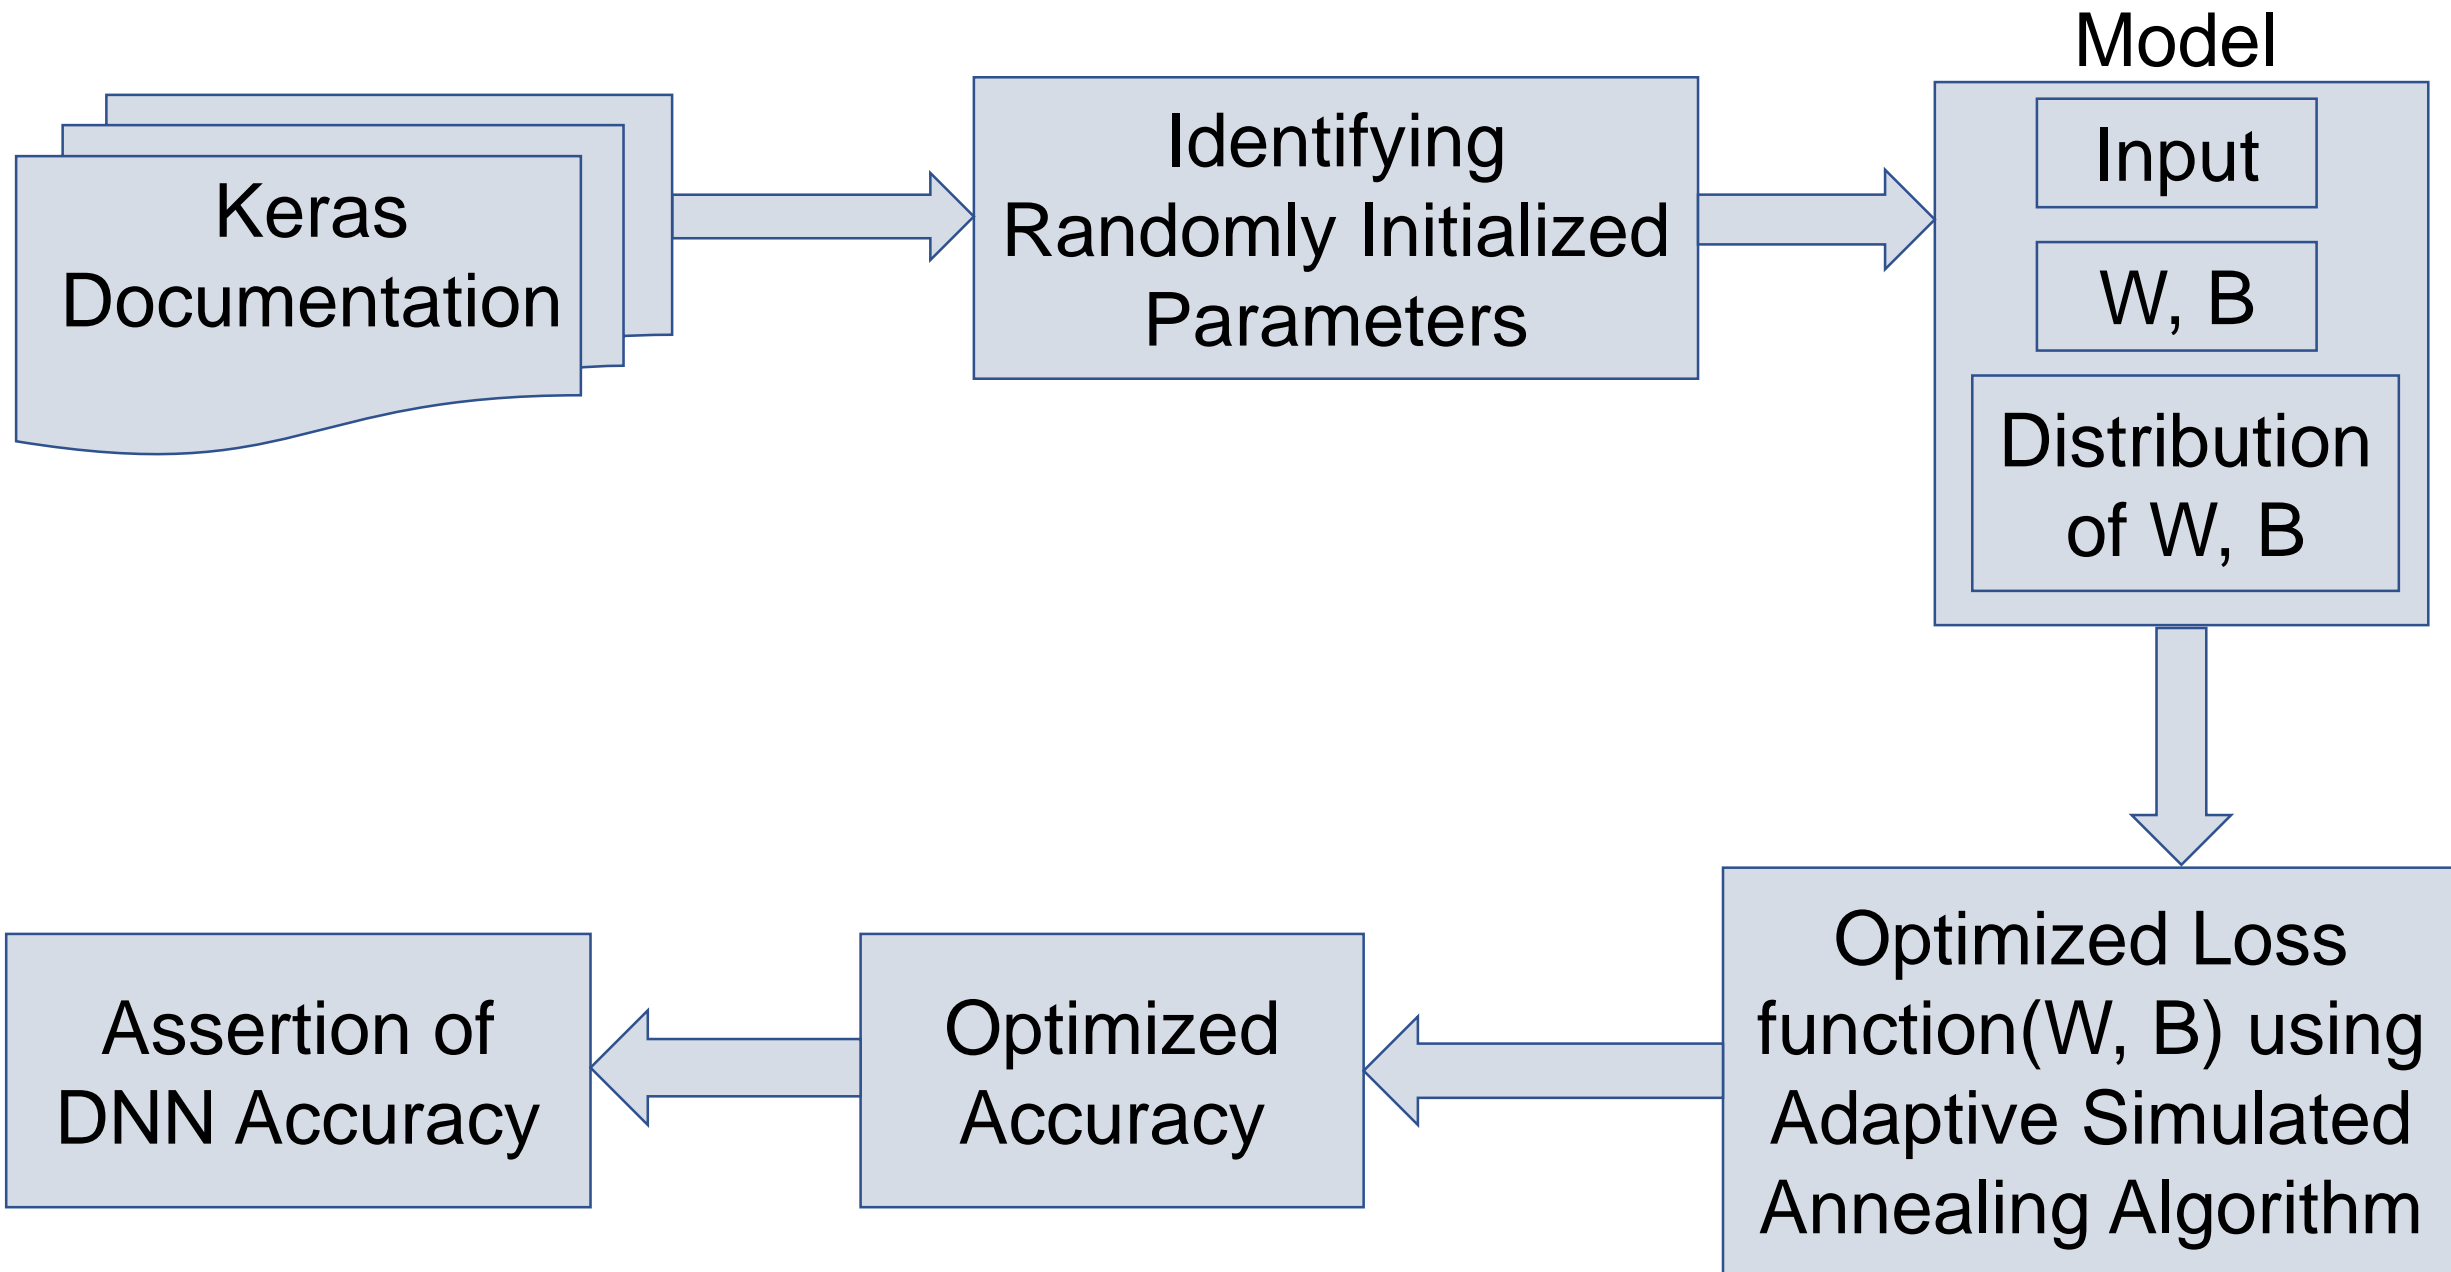 Keras
Documentation
Identifying
Randomly Initialized
Parameters
Model
Input
W, B
Distribution
of W, B
Optimized Loss
function(W, B) using
Adaptive Simulated
Annealing Algorithm
Optimized
Accuracy
Assertion of
DNN Accuracy